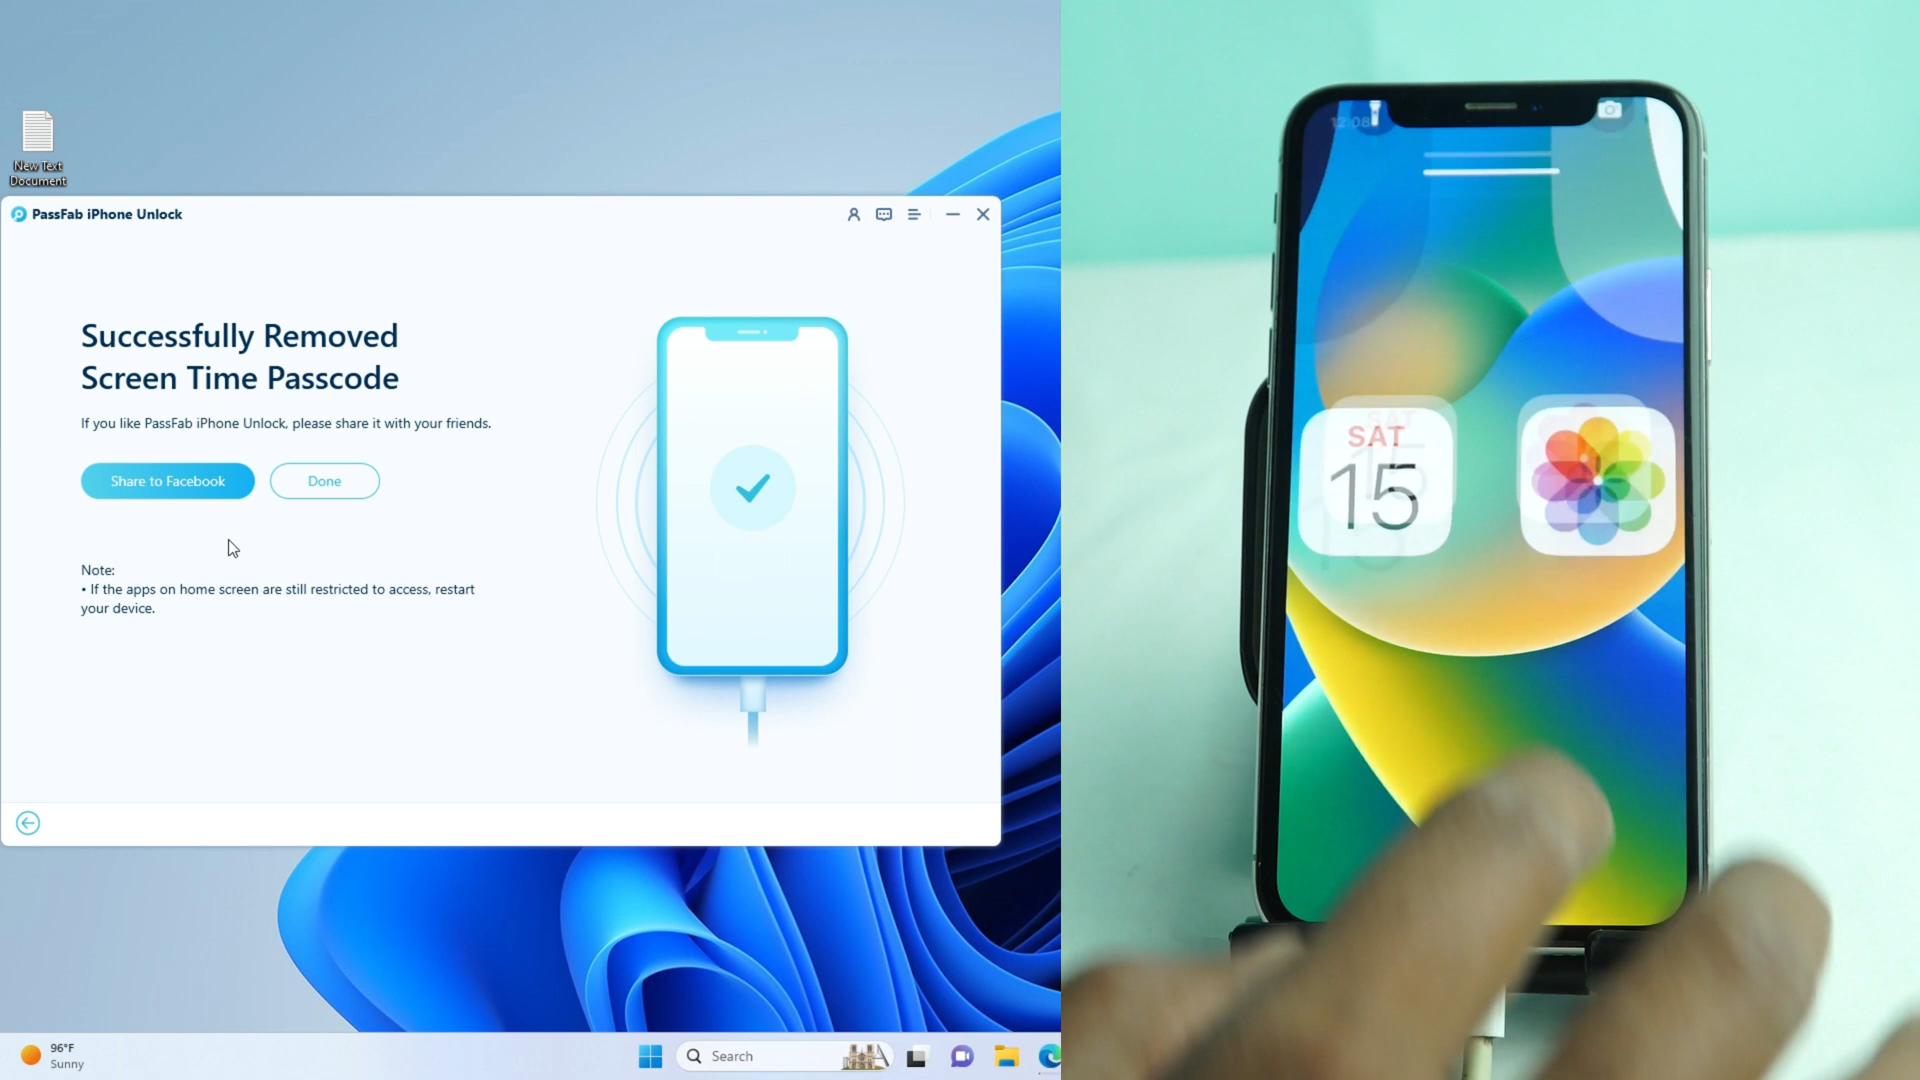 New Text
Document
PassFab iPhone Unlock
Successfully Removed
Screen Time Passcode
If you like PassFab iPhone Unlock, please share it with your friends.
Share to Facebook
Done
Note:
• If the apps on home screen are still restricted to access, restart
your device.
96°F
Sunny
Search
12:08
SAT
15